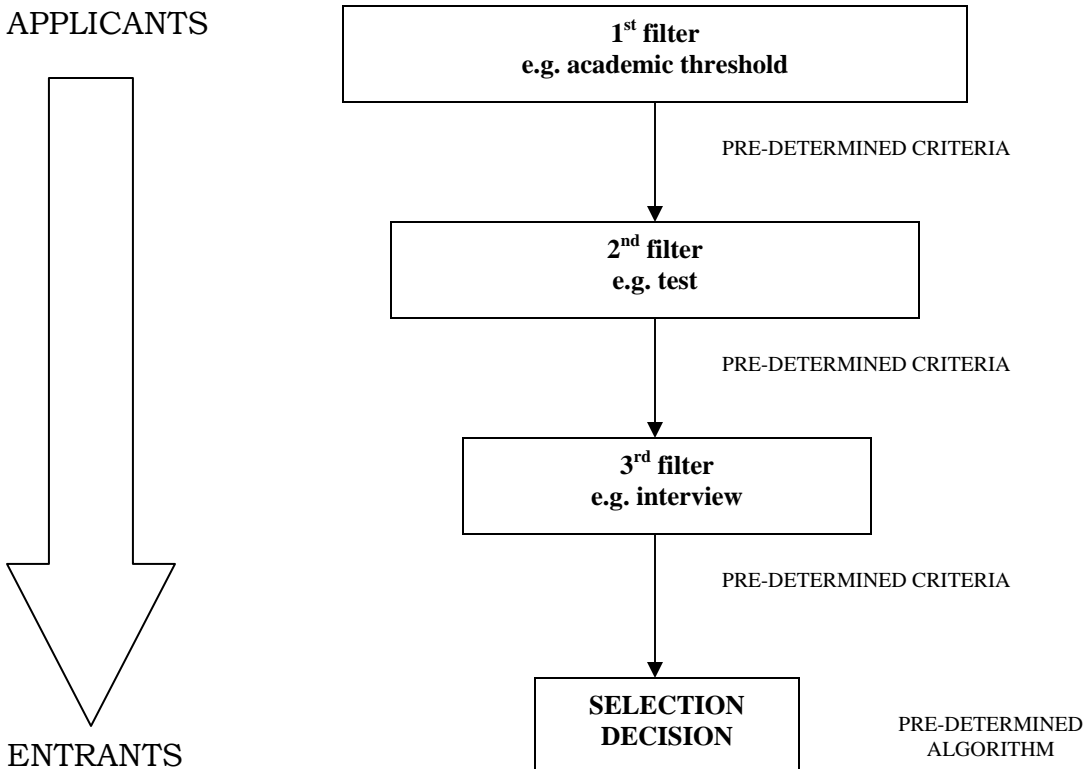 APPLICANTS
1st filter
e.g. academic threshold
PRE-DETERMINED CRITERIA
2nd filter
e.g. test
PRE-DETERMINED CRITERIA
3rd filter
e.g. interview
PRE-DETERMINED CRITERIA
SELECTION
DECISION
PRE-DETERMINED
ALGORITHM
ENTRANTS